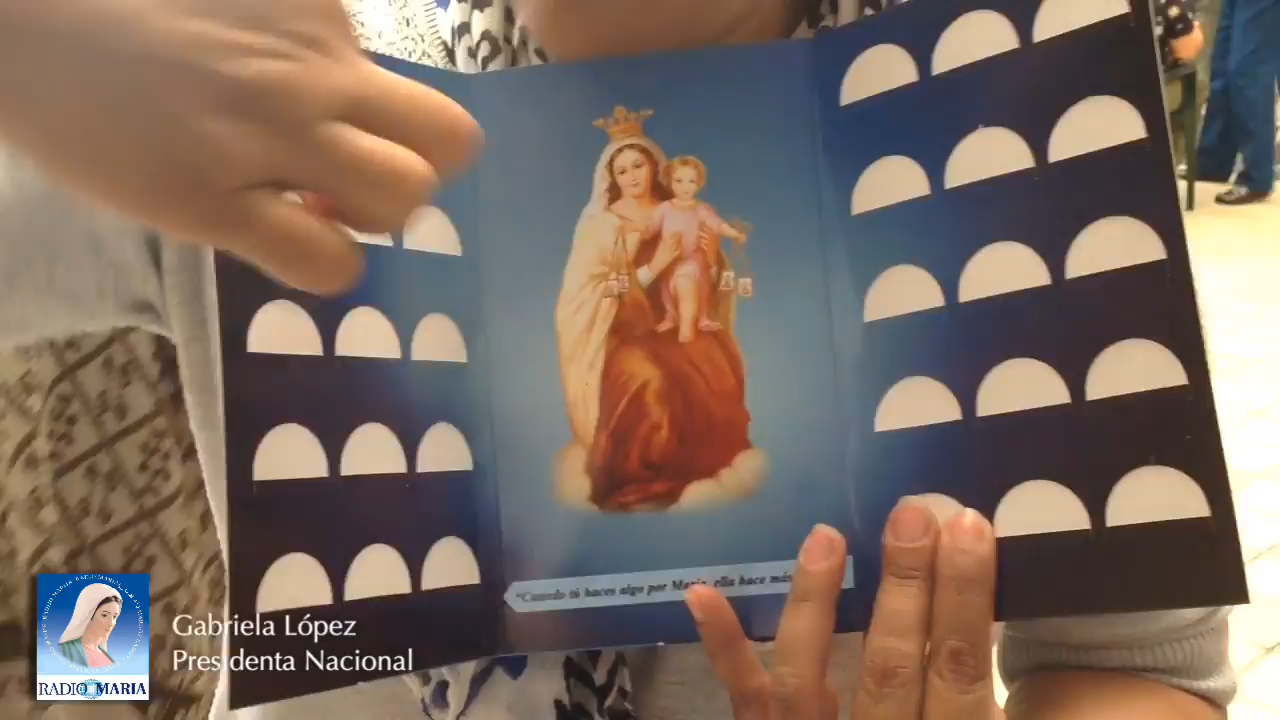 "Cuando tú haces algo por María, ella hace más
Gabriela López
Presidenta Nacional
RADIO MARIA